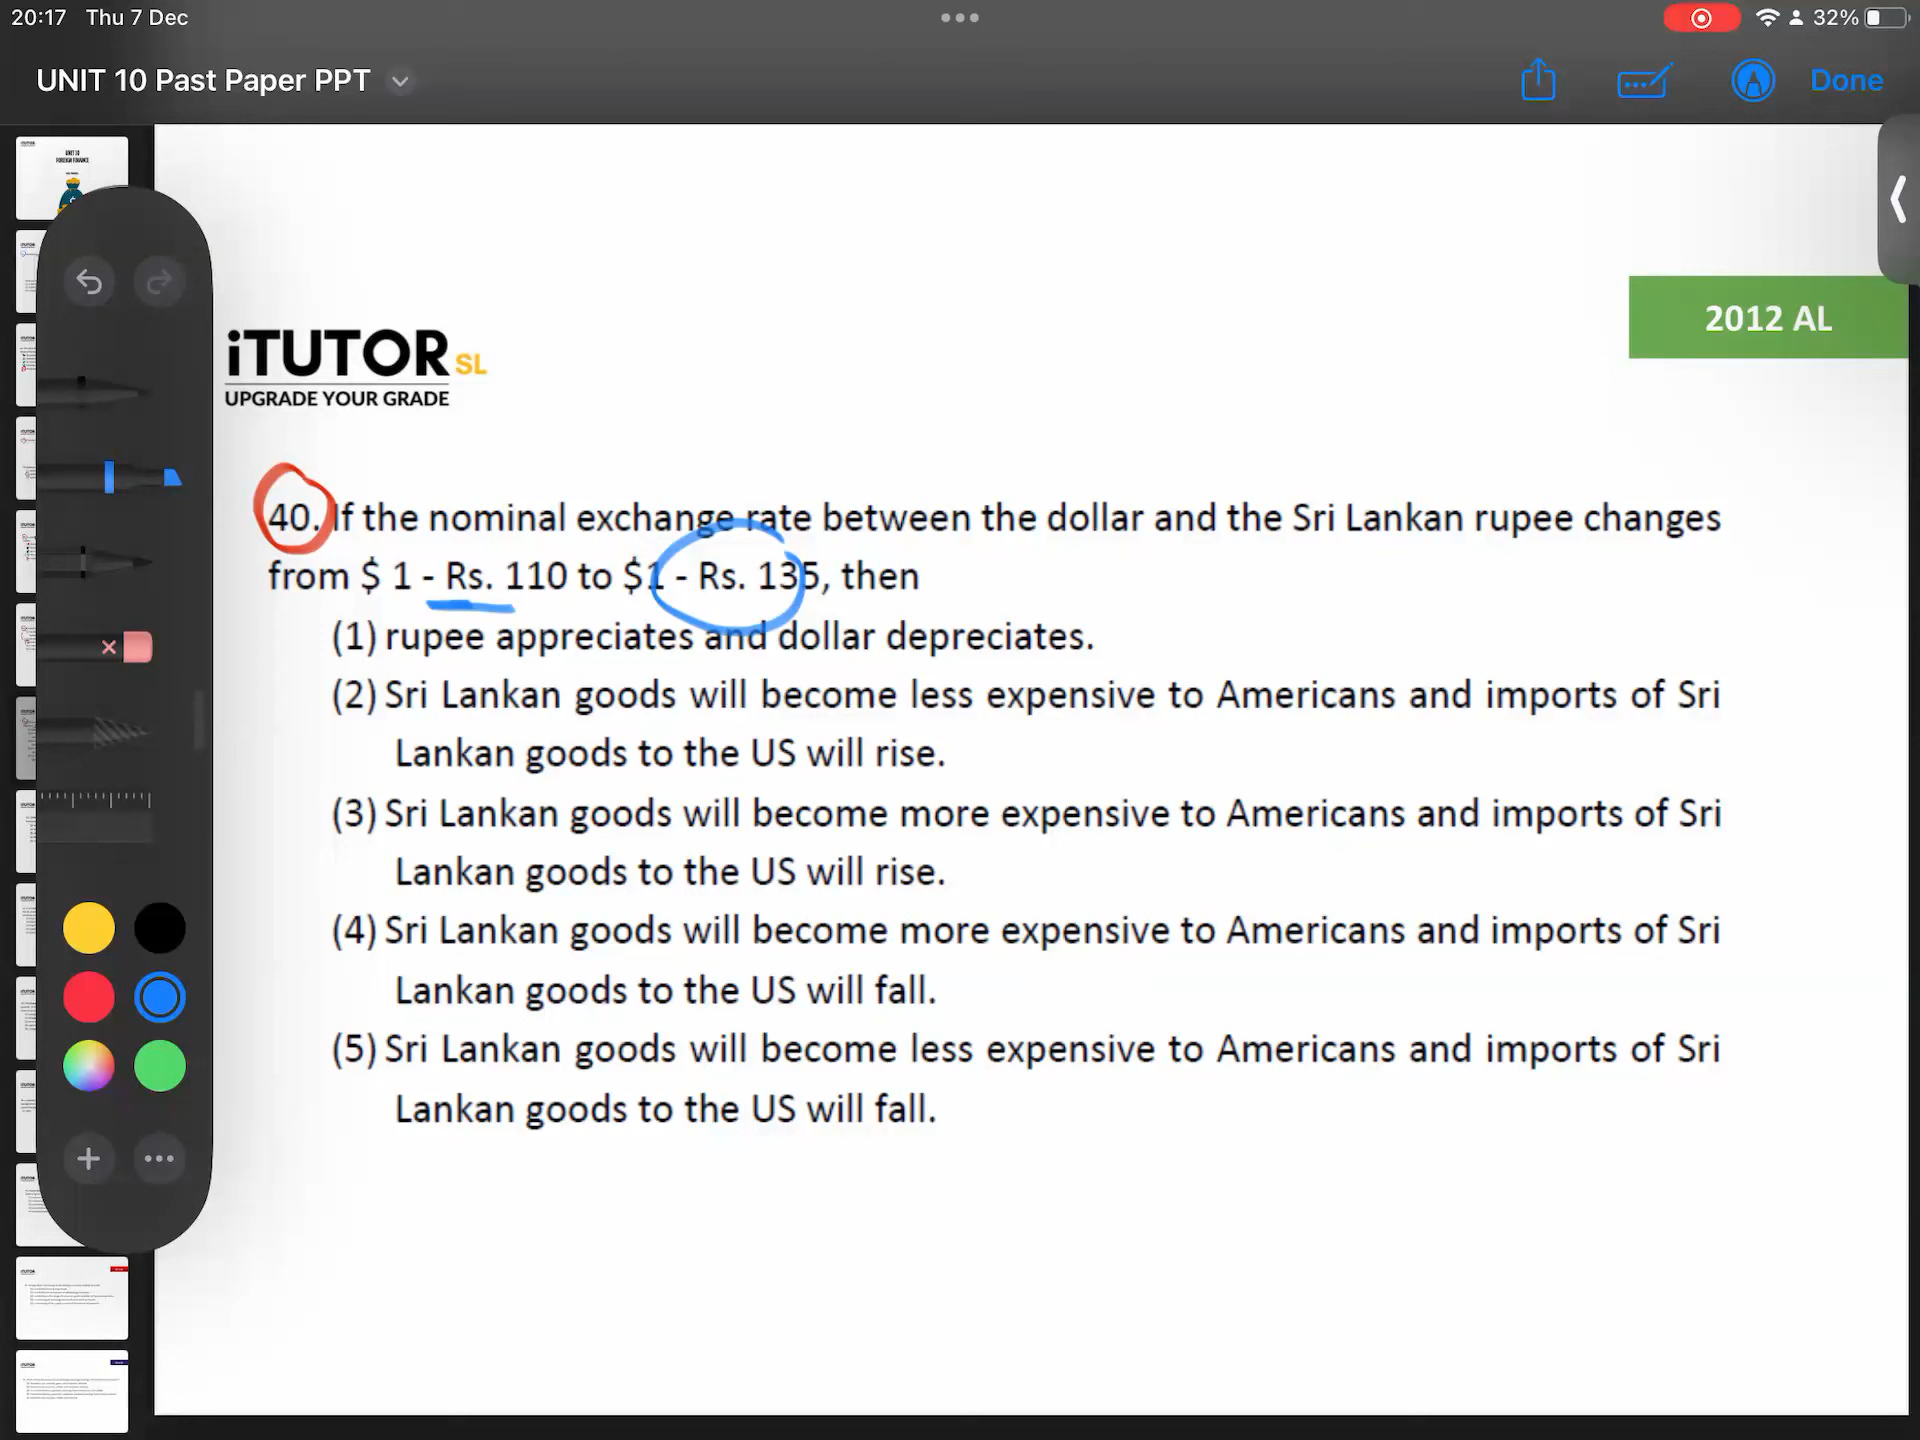 20:17 Thu 7 Dec
32%
UNIT 10 Past Paper PPT
Done
UNIT 10
FOREIGN FINANCE
2012 AL
iTUTOR SL
UPGRADE YOUR GRADE
40. If the nominal exchange rate between the dollar and the Sri Lankan rupee changes
from $ 1 - Rs. 110 to $1 - Rs. 135, then
(1) rupee appreciates and dollar depreciates.
(2) Sri Lankan goods will become less expensive to Americans and imports of Sri
Lankan goods to the US will rise.
(3) Sri Lankan goods will become more expensive to Americans and imports of Sri
Lankan goods to the US will rise.
(4) Sri Lankan goods will become more expensive to Americans and imports of Sri
Lankan goods to the US will fall.
(5) Sri Lankan goods will become less expensive to Americans and imports of Sri
Lankan goods to the US will fall.